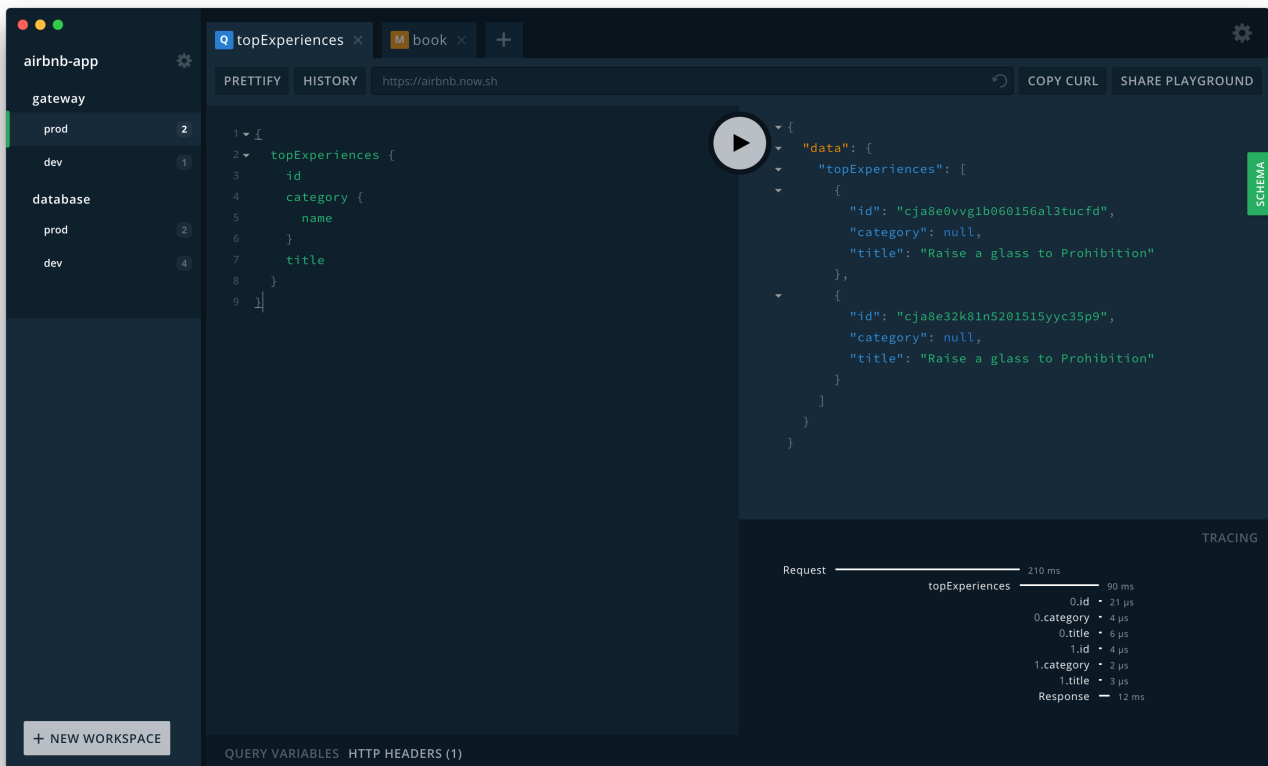 airbnb-app
gateway
prod 2
dev 1
database
prod 2
dev 4
+ NEW WORKSPACE
Q topExperiences × M book × +
PRETTIFY HISTORY https://airbnb.now.sh COPY CURL SHARE PLAYGROUND
1 {
2 topExperiences {
3 id
4 category {
5 name
6 }
7 title
8 }
9 }
QUERY VARIABLES HTTP HEADERS (1)
{
"data": {
"topExperiences": [
{
"id": "cja8e0vvg1b060156al3tucfd",
"category": null,
"title": "Raise a glass to Prohibition"
},
{
"id": "cja8e32k81n5201515yyc35p9",
"category": null,
"title": "Raise a glass to Prohibition"
}
]
}
}
SCHEMA
TRACING
Request 210 ms
topExperiences 90 ms
0.id 21 µs
0.category 4 µs
0.title 6 µs
1.id 4 µs
1.category 2 µs
1.title 3 µs
Response 12 ms